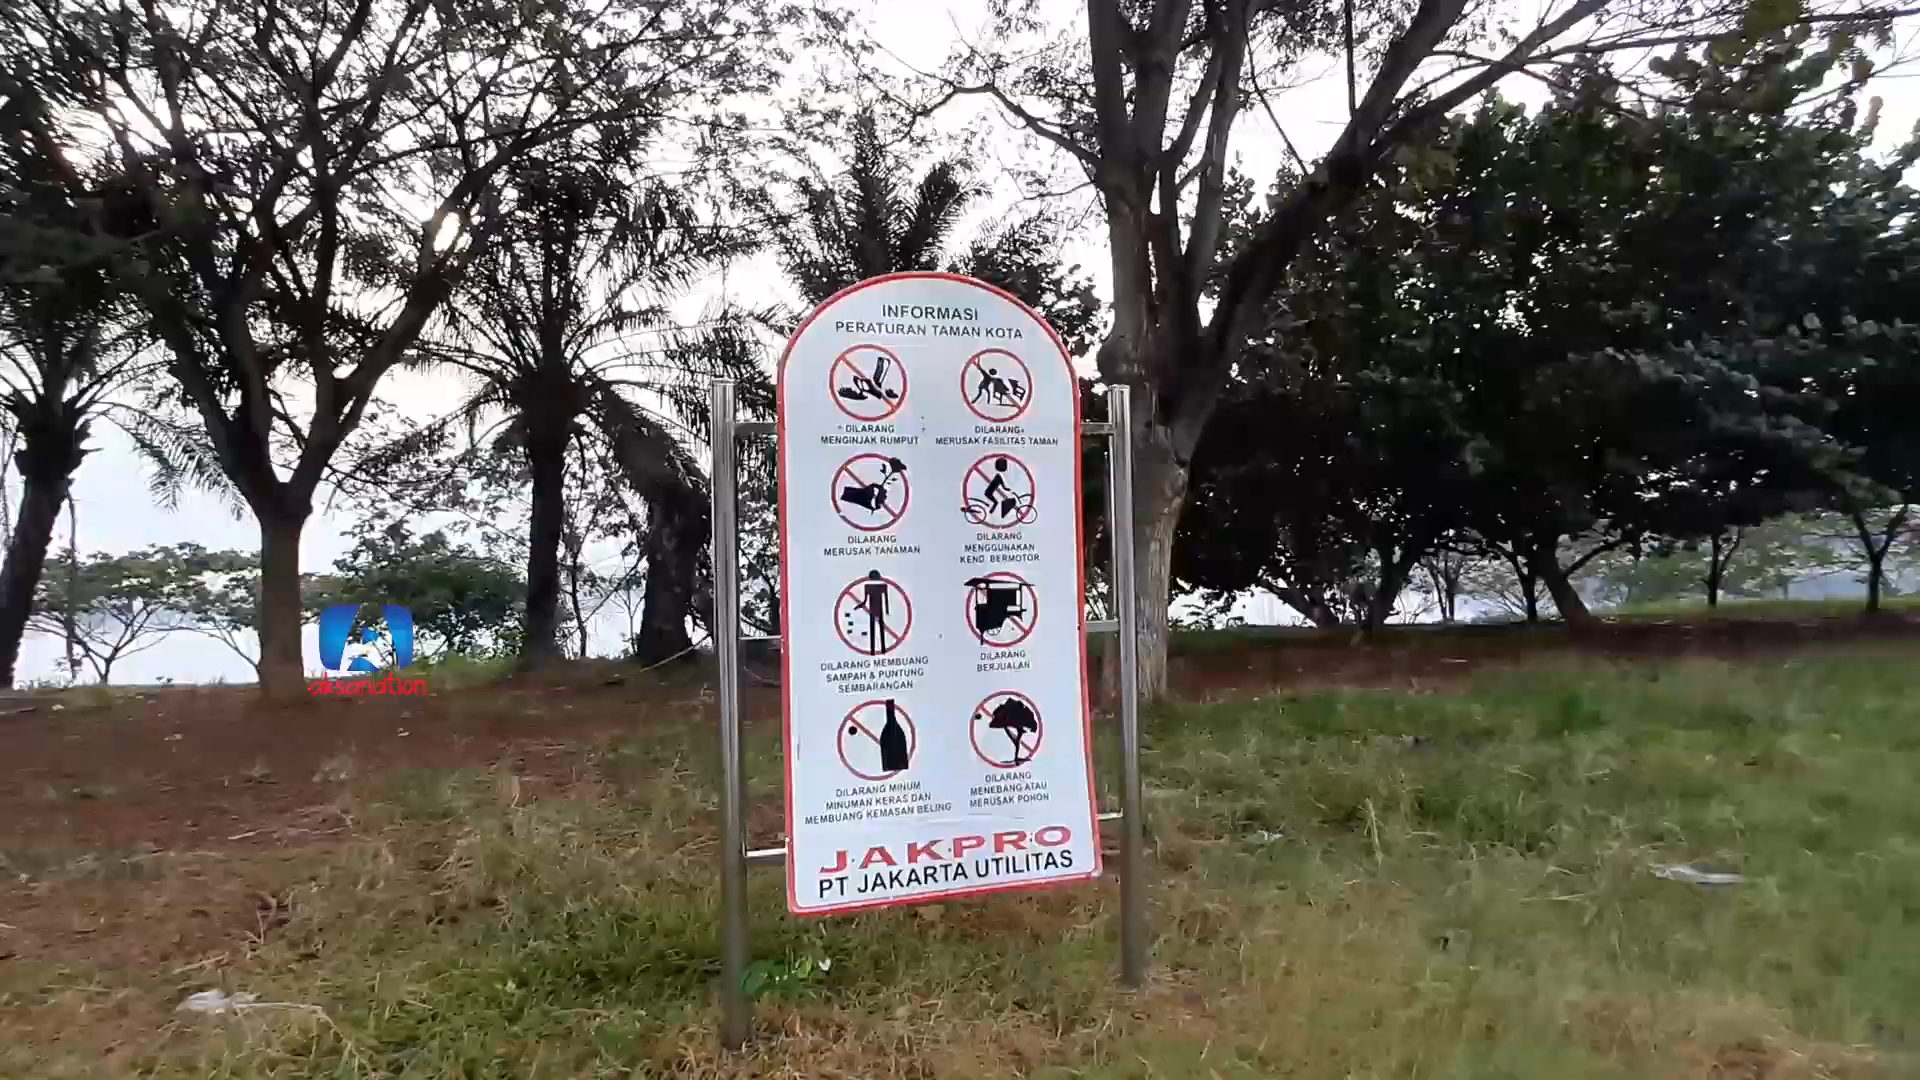 INFORMASI
PERATURAN TAMAN KOTA
DILARANG
MENGINJAK RUMPUT
DILARANG
MERUSAK FASILITAS TAMAN
DILARANG
MERUSAK TANAMAN
DILARANG
MENGGUNAKAN
KEND. BERMOTOR
DILARANG MEMBUANG
SAMPAH & PUNTUNG
SEMBARANGAN
DILARANG
BERJUALAN
DILARANG MINUM
MINUMAN KERAS DAN
MEMBUANG KEMASAN BELING
DILARANG
MENEBANG ATAU
MERUSAK POHON
JAKPRO
PT JAKARTA UTILITAS
aksanation